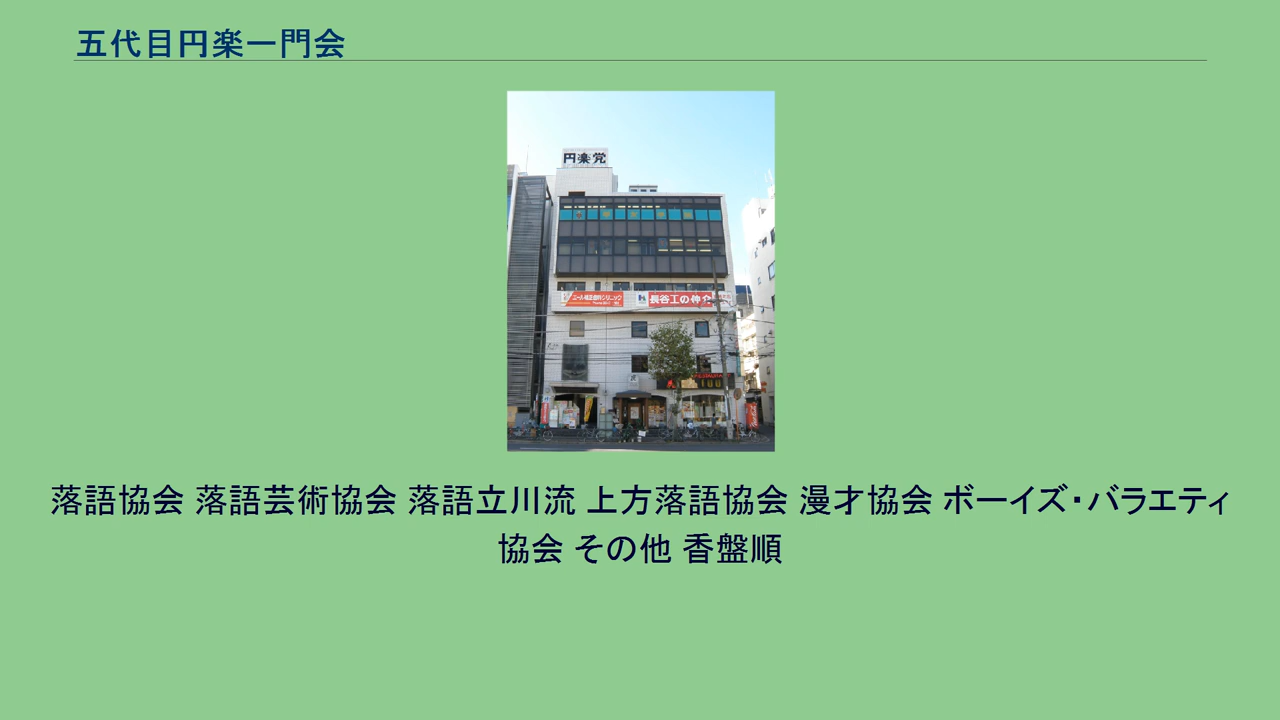 五代目円楽一門会
円楽党
長谷工の仲介
落語協会 落語芸術協会 落語立川流 上方落語協会 漫才協会 ボーイズ・バラエティ
協会 その他 香盤順